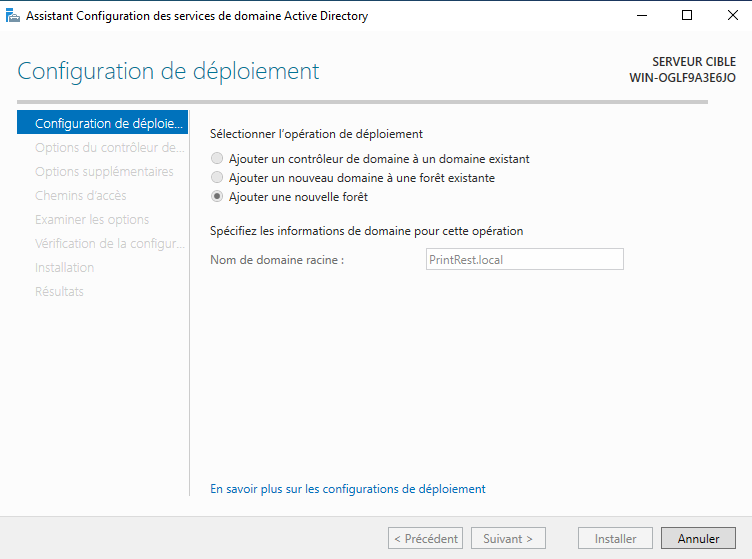 Assistant Configuration des services de domaine Active Directory
Configuration de déploiement
SERVEUR CIBLE
WIN-OGLF9A3E6JO
Configuration de déploie...
Options du contrôleur de...
Options supplémentaires
Chemins d’accès
Examiner les options
Vérification de la configur...
Installation
Résultats
Sélectionner l’opération de déploiement
Ajouter un contrôleur de domaine à un domaine existant
Ajouter un nouveau domaine à une forêt existante
Ajouter une nouvelle forêt
Spécifiez les informations de domaine pour cette opération
Nom de domaine racine :
PrintRest.local
En savoir plus sur les configurations de déploiement
< Précédent
Suivant >
Installer
Annuler